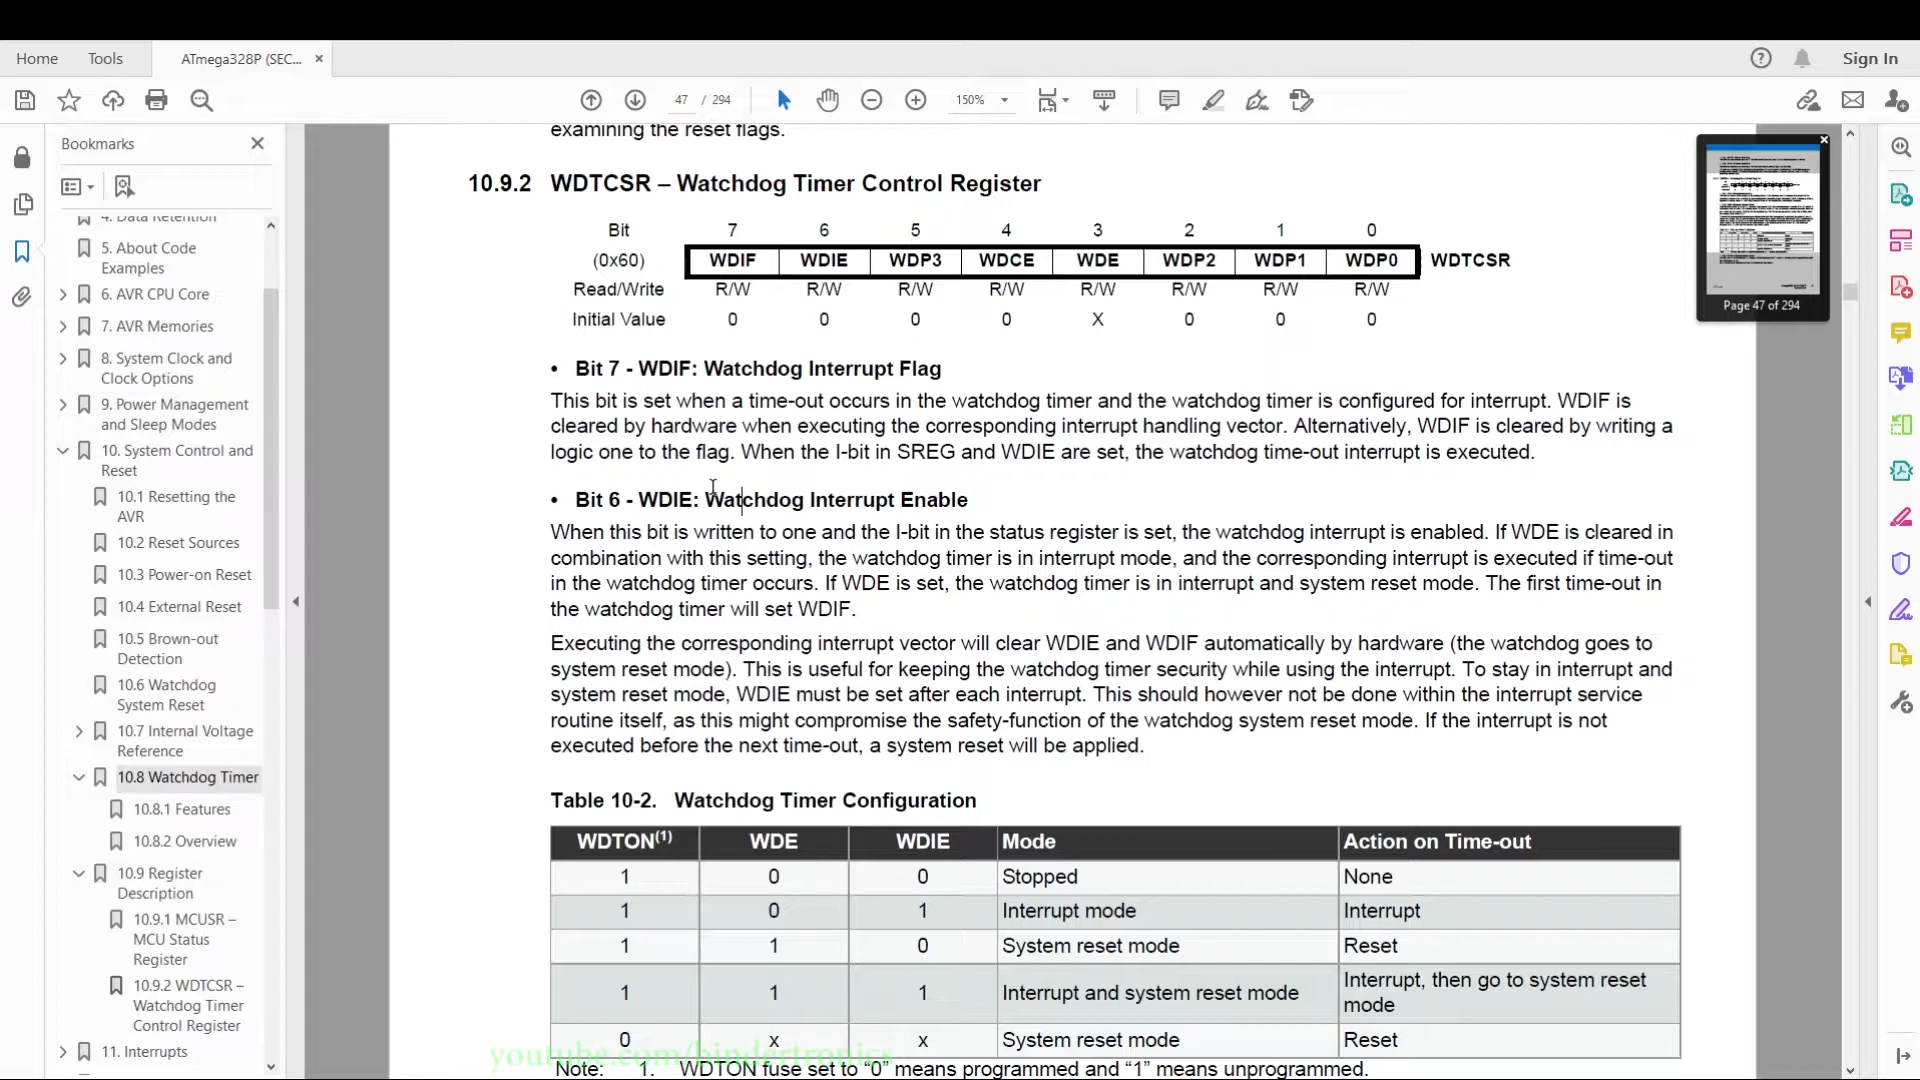 Home Tools ATmega328P (SEC... × Sign In
47 / 294 150%
Bookmarks
4. Data Retention
5. About Code
Examples
6. AVR CPU Core
7. AVR Memories
8. System Clock and
Clock Options
9. Power Management
and Sleep Modes
10. System Control and
Reset
10.1 Resetting the
AVR
10.2 Reset Sources
10.3 Power-on Reset
10.4 External Reset
10.5 Brown-out
Detection
10.6 Watchdog
System Reset
10.7 Internal Voltage
Reference
10.8 Watchdog Timer
10.8.1 Features
10.8.2 Overview
10.9 Register
Description
10.9.1 MCUSR –
MCU Status
Register
10.9.2 WDTCSR –
Watchdog Timer
Control Register
11. Interrupts
examining the reset flags.
10.9.2 WDTCSR – Watchdog Timer Control Register
Bit 7 6 5 4 3 2 1 0
(0x60) WDIF WDIE WDP3 WDCE WDE WDP2 WDP1 WDP0 WDTCSR
Read/Write R/W R/W R/W R/W R/W R/W R/W R/W
Initial Value 0 0 0 0 X 0 0 0
• Bit 7 - WDIF: Watchdog Interrupt Flag
This bit is set when a time-out occurs in the watchdog timer and the watchdog timer is configured for interrupt. WDIF is
cleared by hardware when executing the corresponding interrupt handling vector. Alternatively, WDIF is cleared by writing a
logic one to the flag. When the I-bit in SREG and WDIE are set, the watchdog time-out interrupt is executed.
• Bit 6 - WDIE: Watchdog Interrupt Enable
When this bit is written to one and the I-bit in the status register is set, the watchdog interrupt is enabled. If WDE is cleared in
combination with this setting, the watchdog timer is in interrupt mode, and the corresponding interrupt is executed if time-out
in the watchdog timer occurs. If WDE is set, the watchdog timer is in interrupt and system reset mode. The first time-out in
the watchdog timer will set WDIF.
Executing the corresponding interrupt vector will clear WDIE and WDIF automatically by hardware (the watchdog goes to
system reset mode). This is useful for keeping the watchdog timer security while using the interrupt. To stay in interrupt and
system reset mode, WDIE must be set after each interrupt. This should however not be done within the interrupt service
routine itself, as this might compromise the safety-function of the watchdog system reset mode. If the interrupt is not
executed before the next time-out, a system reset will be applied.
Table 10-2. Watchdog Timer Configuration
WDTON(1) WDE WDIE Mode Action on Time-out
1 0 0 Stopped None
1 0 1 Interrupt mode Interrupt
1 1 0 System reset mode Reset
1 1 1 Interrupt and system reset mode Interrupt, then go to system reset
mode
0 x x System reset mode Reset
youtube.com/bindertronics
Note: 1. WDTON fuse set to “0” means programmed and “1” means unprogrammed.
Page 47 of 294